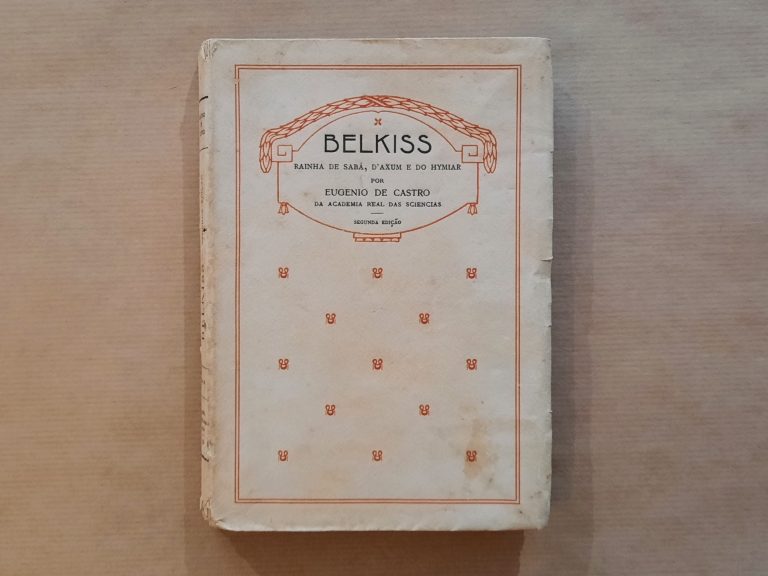 BELKISS
RAINHA DE SABÁ, D'AXUM E DO HYMIAR
POR
EUGENIO DE CASTRO
DA ACADEMIA REAL DAS SCIENCIAS
SEGUNDA EDIÇÃO